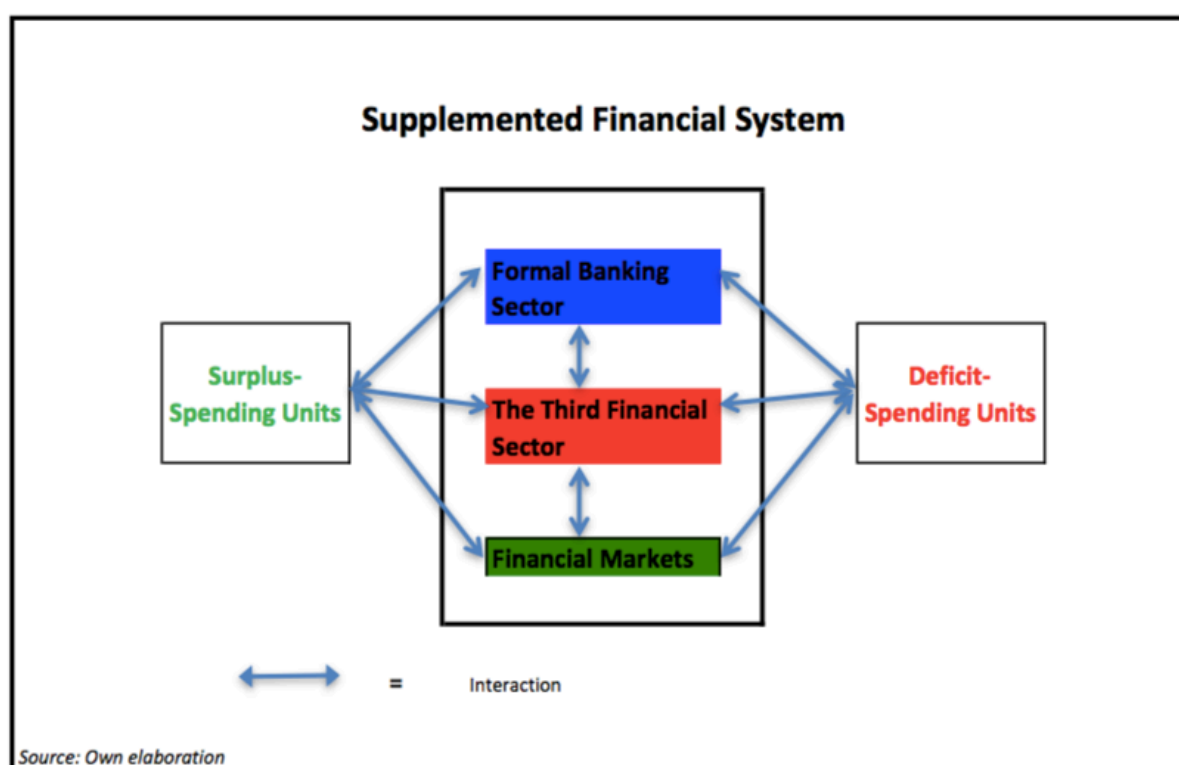 Supplemented Financial System
Formal Banking
Sector
Surplus-
Spending Units
The Third Financial
Sector
Deficit-
Spending Units
Financial Markets
= Interaction
Source: Own elaboration